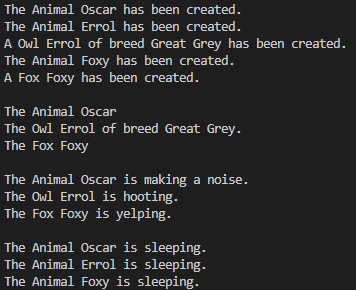 The Animal Oscar has been created.
The Animal Errol has been created.
A Owl Errol of breed Great Grey has been created.
The Animal Foxy has been created.
A Fox Foxy has been created.

The Animal Oscar
The Owl Errol of breed Great Grey.
The Fox Foxy

The Animal Oscar is making a noise.
The Owl Errol is hooting.
The Fox Foxy is yelping.

The Animal Oscar is sleeping.
The Animal Errol is sleeping.
The Animal Foxy is sleeping.